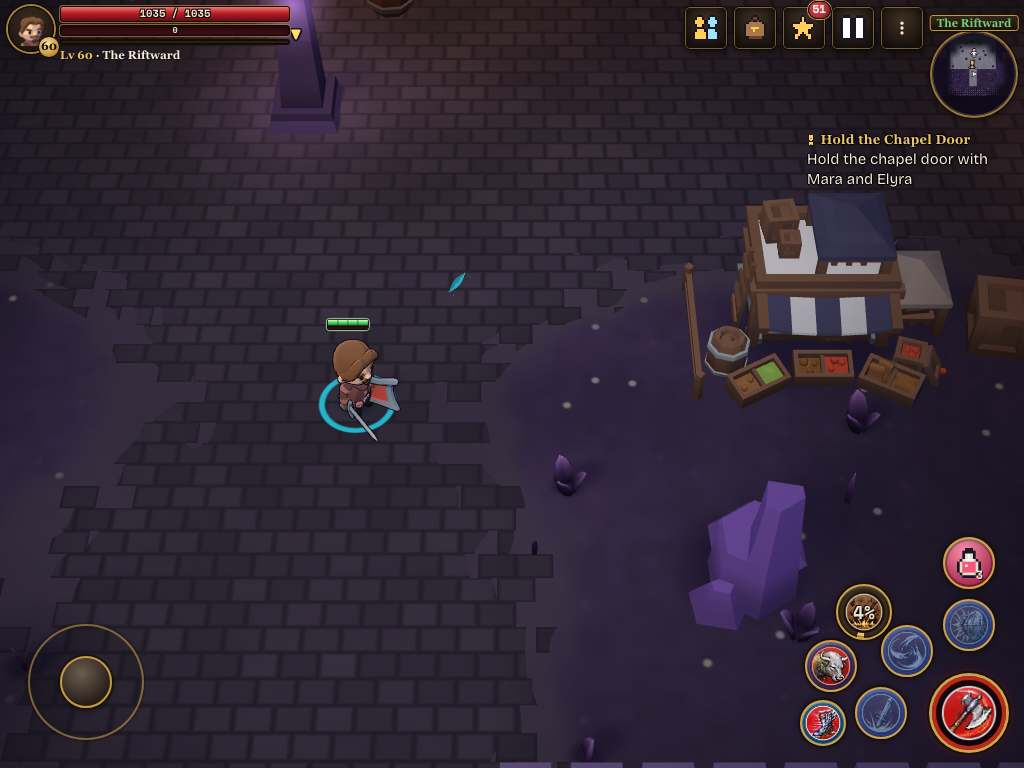 1035 / 1035
0
60
Lv 60 · The Riftward
51
The Riftward
Hold the Chapel Door
Hold the chapel door with
Mara and Elyra
4%